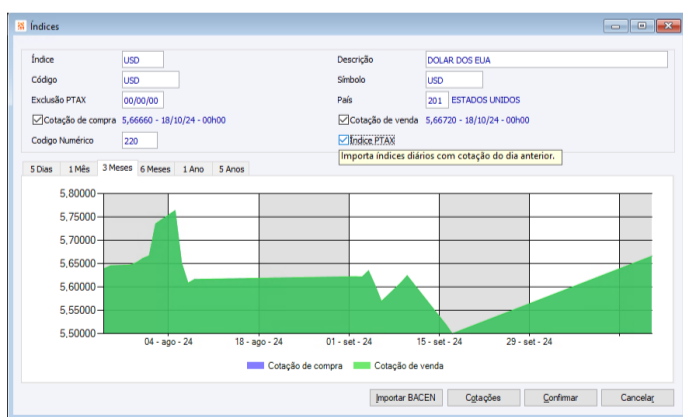 Índices
Índice USD Descrição DOLAR DOS EUA
Código USD Símbolo USD
Exclusão PTAX 00/00/00 País 201 ESTADOS UNIDOS
Cotação de compra 5,66660 - 18/10/24 - 00h00 Cotação de venda 5,66720 - 18/10/24 - 00h00
Codigo Numérico 220 Índice PTAX
Importa índices diários com cotação do dia anterior.
5 Dias 1 Mês 3 Meses 6 Meses 1 Ano 5 Anos
5,80000
5,75000
5,70000
5,65000
5,60000
5,55000
5,50000
04 - ago - 24 18 - ago - 24 01 - set - 24 15 - set - 24 29 - set - 24
Cotação de compra Cotação de venda
Importar BACEN Cotações Confirmar Cancelar